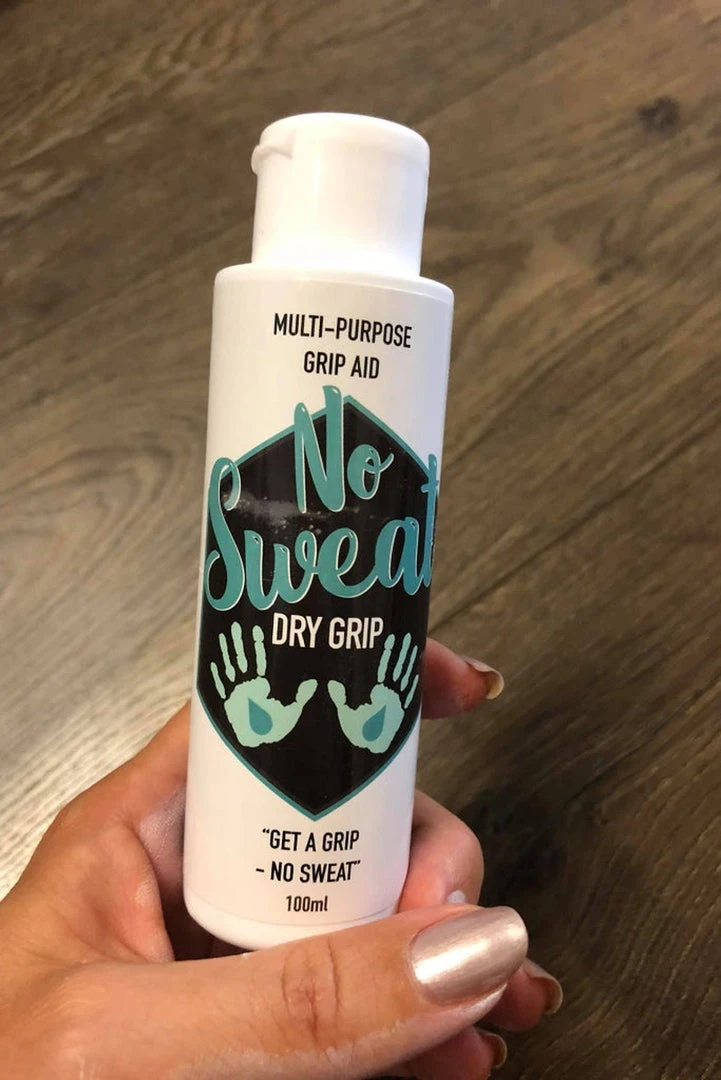 MULTI-PURPOSE
GRIP AID
No
Sweat
DRY GRIP
"GET A GRIP
- NO SWEAT"
100ml